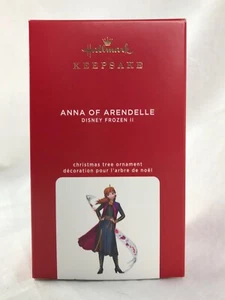 Hallmark
KEEPSAKE
ANNA OF ARENDELLE
DISNEY FROZEN II
christmas tree ornament
décoration pour l'arbre de noël